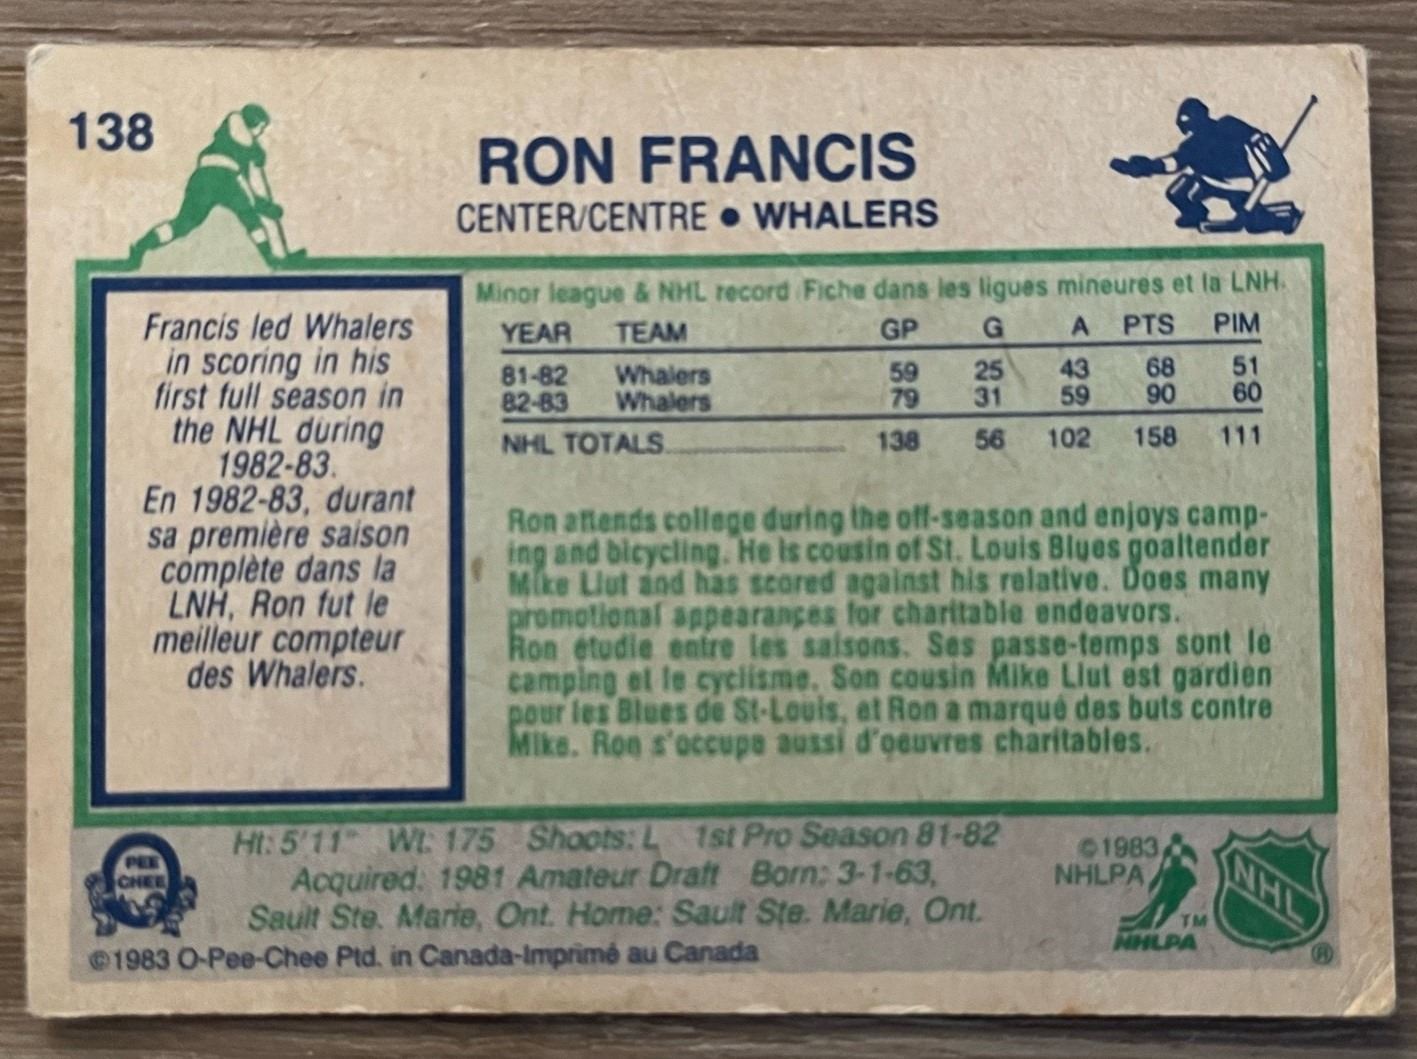 138
RON FRANCIS
CENTER/CENTRE • WHALERS
Francis led Whalers
in scoring in his
first full season in
the NHL during
1982-83.
En 1982-83, durant
sa première saison
complète dans la
LNH, Ron fut le
meilleur compteur
des Whalers.
Minor league & NHL record Fiche dans les ligues mineures et la LNH.
YEAR TEAM GP G A PTS PIM
81-82 Whalers 59 25 43 68 51
82-83 Whalers 79 31 59 90 60
NHL TOTALS 138 56 102 158 111
Ron attends college during the off-season and enjoys camp-
ing and bicycling. He is cousin of St. Louis Blues goaltender
Mike Liut and has scored against his relative. Does many
promotional appearances for charitable endeavors.
Ron étudie entre les saisons. Ses passe-temps sont le
camping et le cyclisme. Son cousin Mike Liut est gardien
pour les Blues de St-Louis, et Ron a marqué des buts contre
Mike. Ron s'occupe aussi d'oeuvres charitables.
Ht: 5'11" Wt: 175 Shoots: L 1st Pro Season 81-82
Acquired: 1981 Amateur Draft Born: 3-1-63,
Sault Ste. Marie, Ont. Home: Sault Ste. Marie, Ont.
©1983 O-Pee-Chee Ptd. in Canada-Imprimé au Canada
PEE
CHEE
©1983
NHLPA
TM
NHLPA
NHL
®